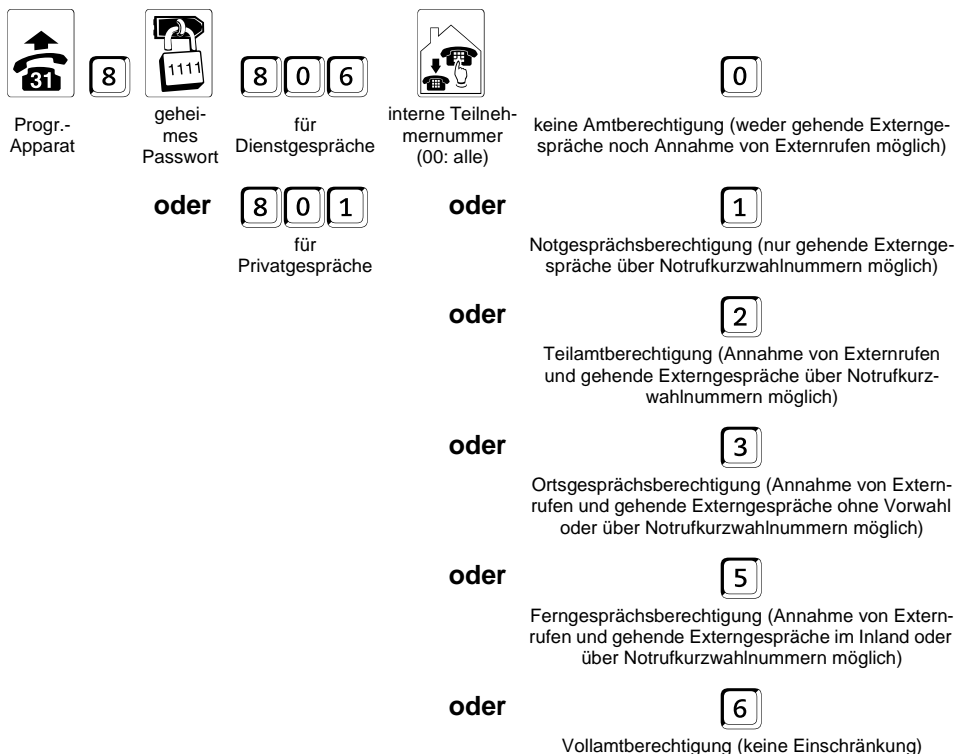 31 8 1111 8 0 6 0
Progr.-
Apparat
gehei-
mes
Passwort
für
Dienstgespräche
interne Teilneh-
mernummer
(00: alle)
keine Amtberechtigung (weder gehende Externge-
spräche noch Annahme von Externrufen möglich)
oder 8 0 1 oder 1
für
Privatgespräche
Notgesprächsberechtigung (nur gehende Externge-
spräche über Notrufkurzwahlnummern möglich)
oder 2
Teilamtberechtigung (Annahme von Externrufen
und gehende Externgespräche über Notrufkurz-
wahlnummern möglich)
oder 3
Ortsgesprächsberechtigung (Annahme von Extern-
rufen und gehende Externgespräche ohne Vorwahl
oder über Notrufkurzwahlnummern möglich)
oder 5
Ferngesprächsberechtigung (Annahme von Extern-
rufen und gehende Externgespräche im Inland oder
über Notrufkurzwahlnummern möglich)
oder 6
Vollamtberechtigung (keine Einschränkung)